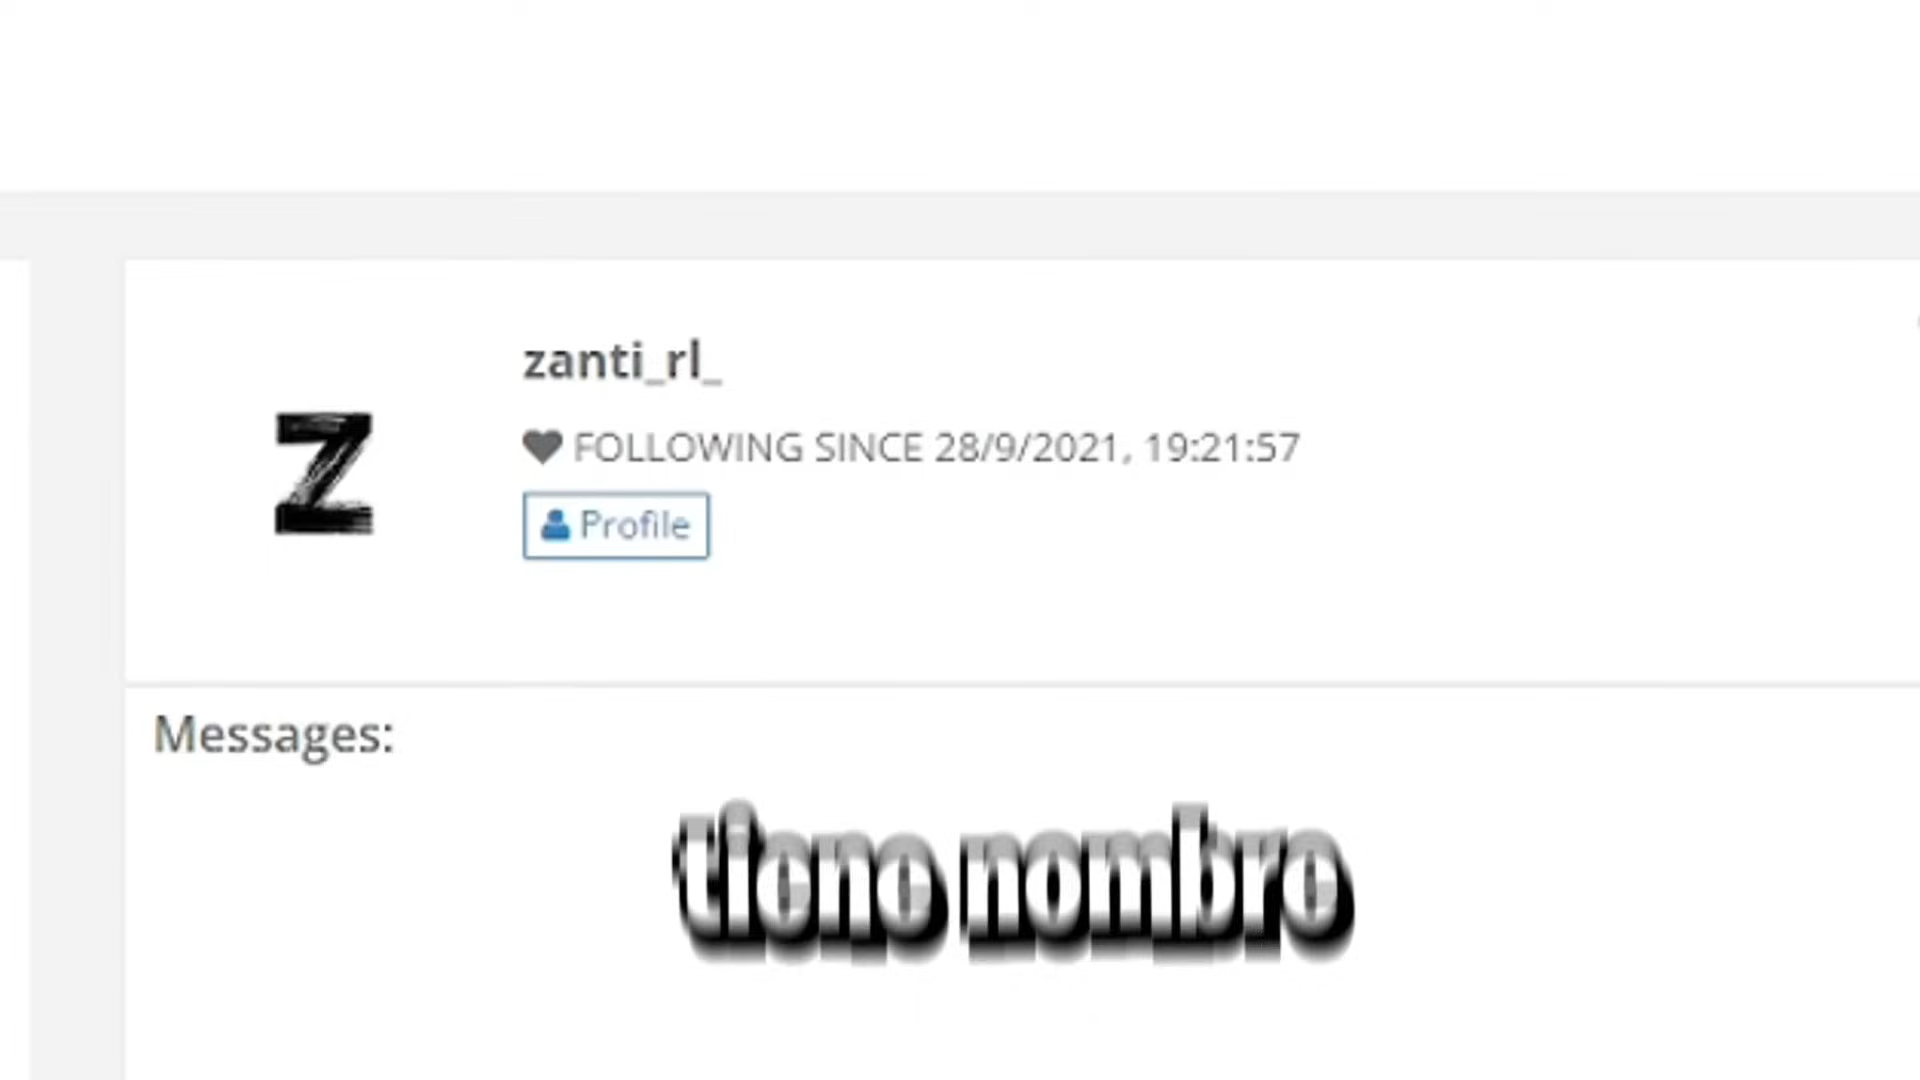 zanti_rl_
Z
FOLLOWING SINCE 28/9/2021, 19:21:57
Profile
Messages:
tiene nombre